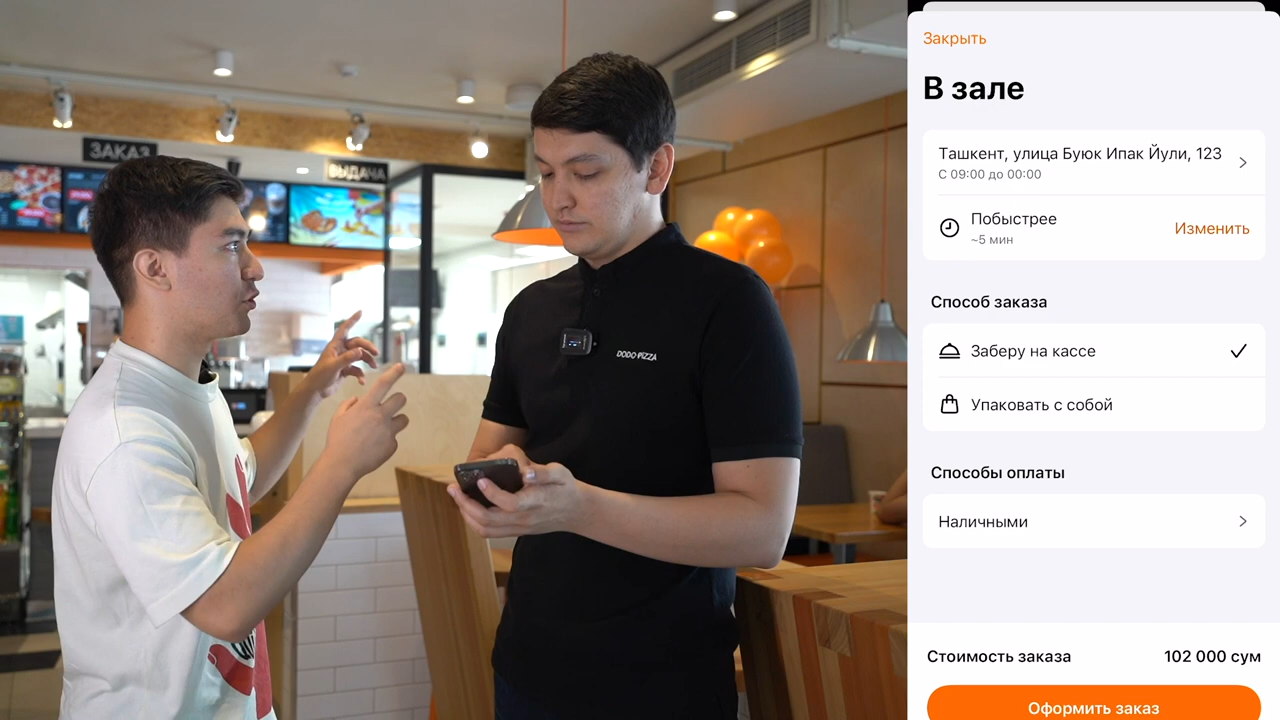 ЗАКАЗ
ВЫДАЧА
DODO PIZZA
Закрыть
В зале
Ташкент, улица Буюк Ипак Йули, 123
С 09:00 до 00:00
Побыстрее
~5 мин
Изменить
Способ заказа
Заберу на кассе
Упаковать с собой
Способы оплаты
Наличными
Стоимость заказа
102 000 сум
Оформить заказ